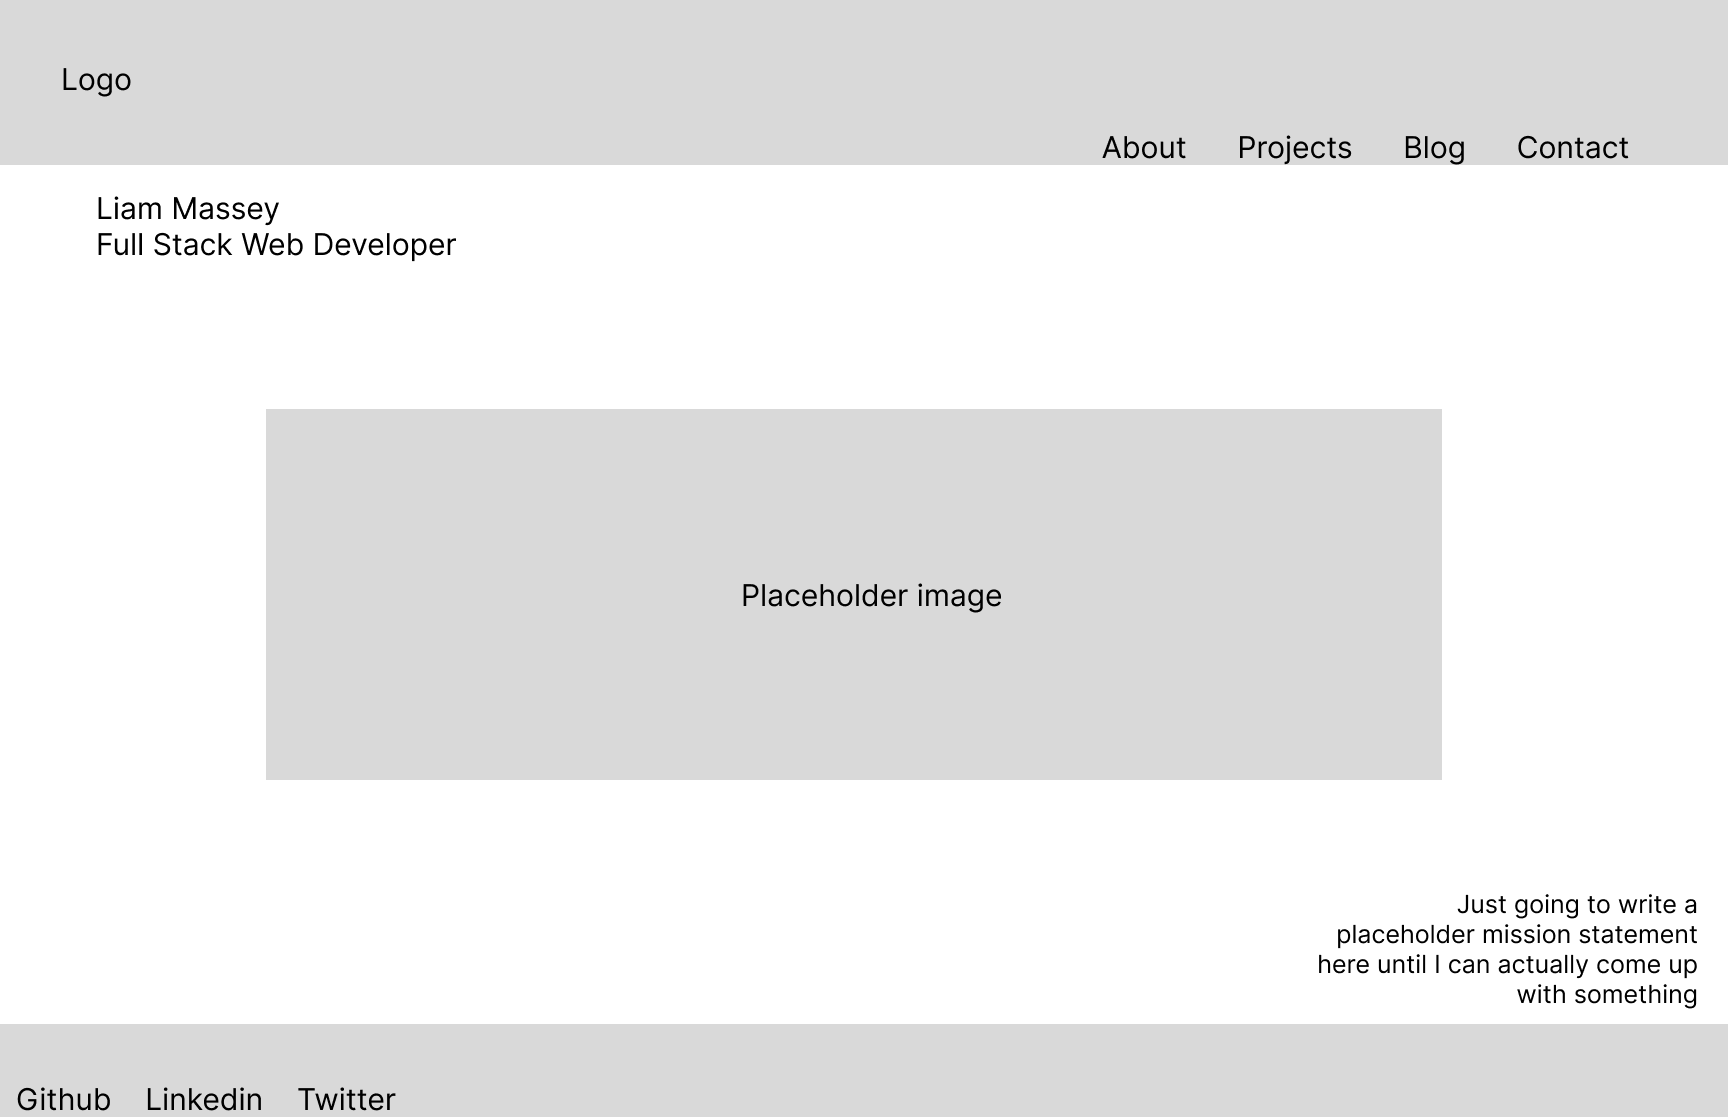 Logo
About Projects Blog Contact
Liam Massey
Full Stack Web Developer
Placeholder image
Just going to write a
placeholder mission statement
here until I can actually come up
with something
Github Linkedin Twitter